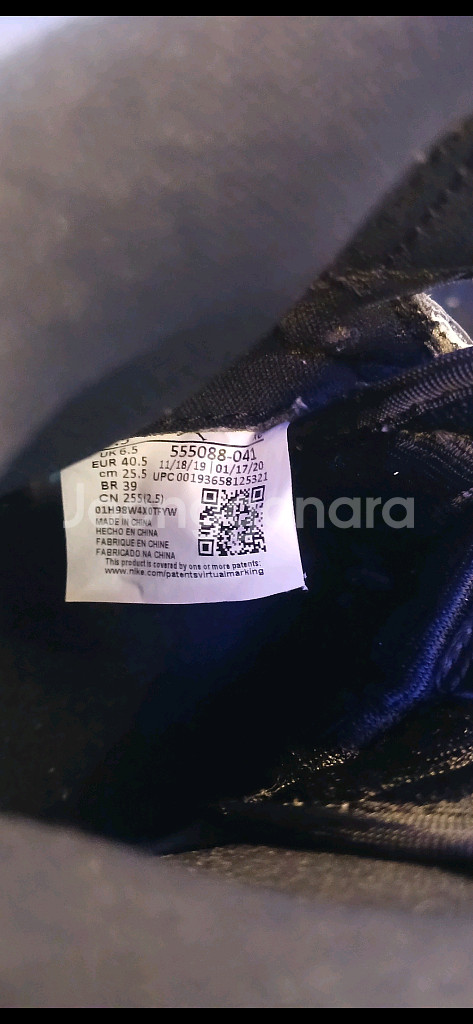 UK 6.5
EUR 40.5
cm 25.5
BR 39
CN 255(2.5)
555088-041
11/18/19 01/17/20
UPC 00193658125321
01H98W4X0TFYW
MADE IN CHINA
HECHO EN CHINA
FABRIQUE EN CHINE
FABRICADO NA CHINA
This product is covered by one or more patents:
www.nike.com/patentsvirtualmarking